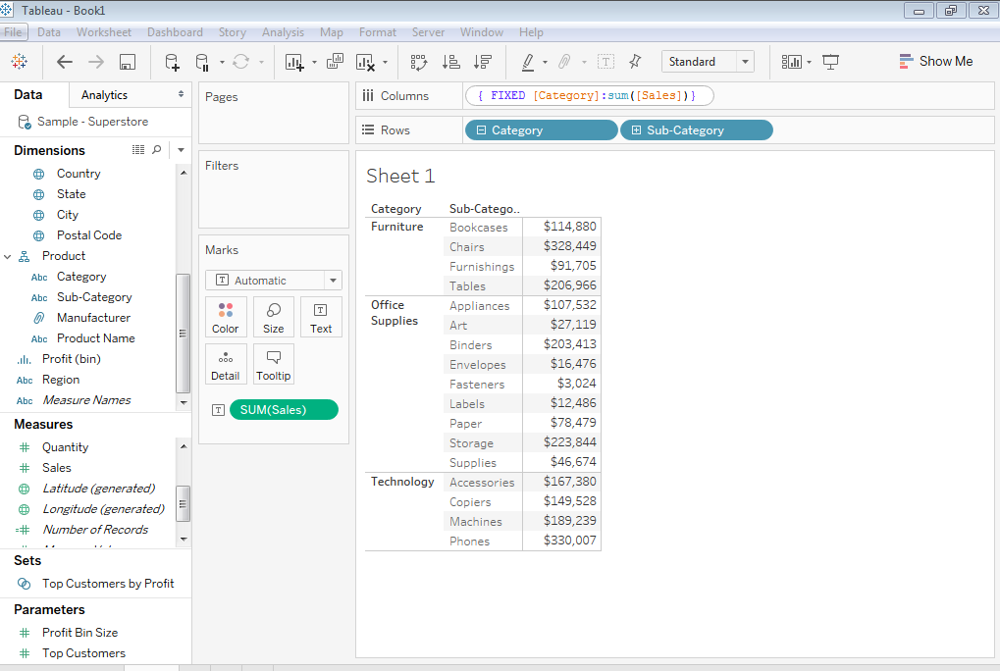 Tableau - Book1
File Data Worksheet Dashboard Story Analysis Map Format Server Window Help
Standard
Show Me
Data Analytics
Sample - Superstore
Dimensions
Country
State
City
Postal Code
Product
Abc Category
Abc Sub-Category
Manufacturer
Abc Product Name
Profit (bin)
Abc Region
Abc Measure Names
Measures
Quantity
Sales
Latitude (generated)
Longitude (generated)
Number of Records
Sets
Top Customers by Profit
Parameters
Profit Bin Size
Top Customers
Pages
Filters
Marks
Automatic
Color Size Text
Detail Tooltip
SUM(Sales)
Columns { FIXED [Category]:sum([Sales])}
Rows Category Sub-Category
Sheet 1
Category Sub-Catego..
Furniture Bookcases $114,880
Chairs $328,449
Furnishings $91,705
Tables $206,966
Office Supplies Appliances $107,532
Art $27,119
Binders $203,413
Envelopes $16,476
Fasteners $3,024
Labels $12,486
Paper $78,479
Storage $223,844
Supplies $46,674
Technology Accessories $167,380
Copiers $149,528
Machines $189,239
Phones $330,007